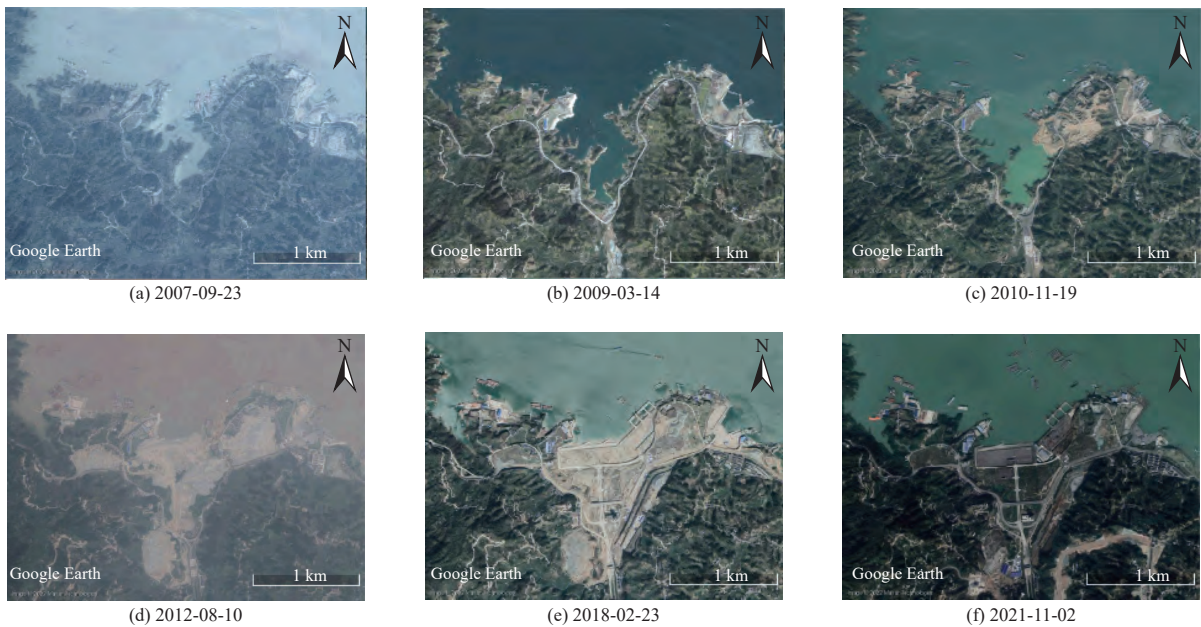 N
Google Earth
1 km
(a) 2007-09-23
N
Google Earth
1 km
(b) 2009-03-14
N
Google Earth
1 km
(c) 2010-11-19
N
Google Earth
1 km
(d) 2012-08-10
N
Google Earth
1 km
(e) 2018-02-23
N
Google Earth
1 km
(f) 2021-11-02